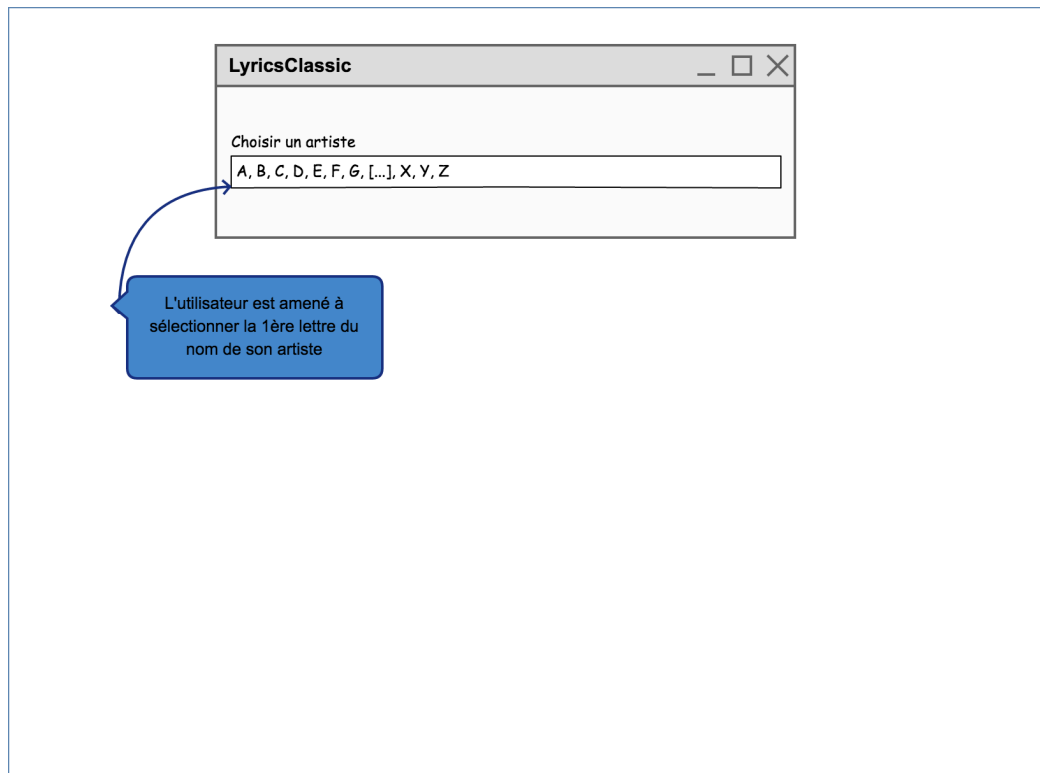 LyricsClassic
Choisir un artiste
A, B, C, D, E, F, G, [...], X, Y, Z
L'utilisateur est amené à
sélectionner la 1ère lettre du
nom de son artiste